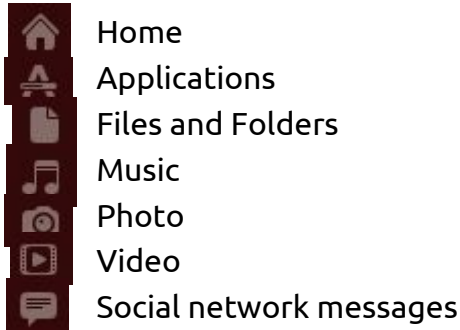 Home
Applications
Files and Folders
Music
Photo
Video
Social network messages